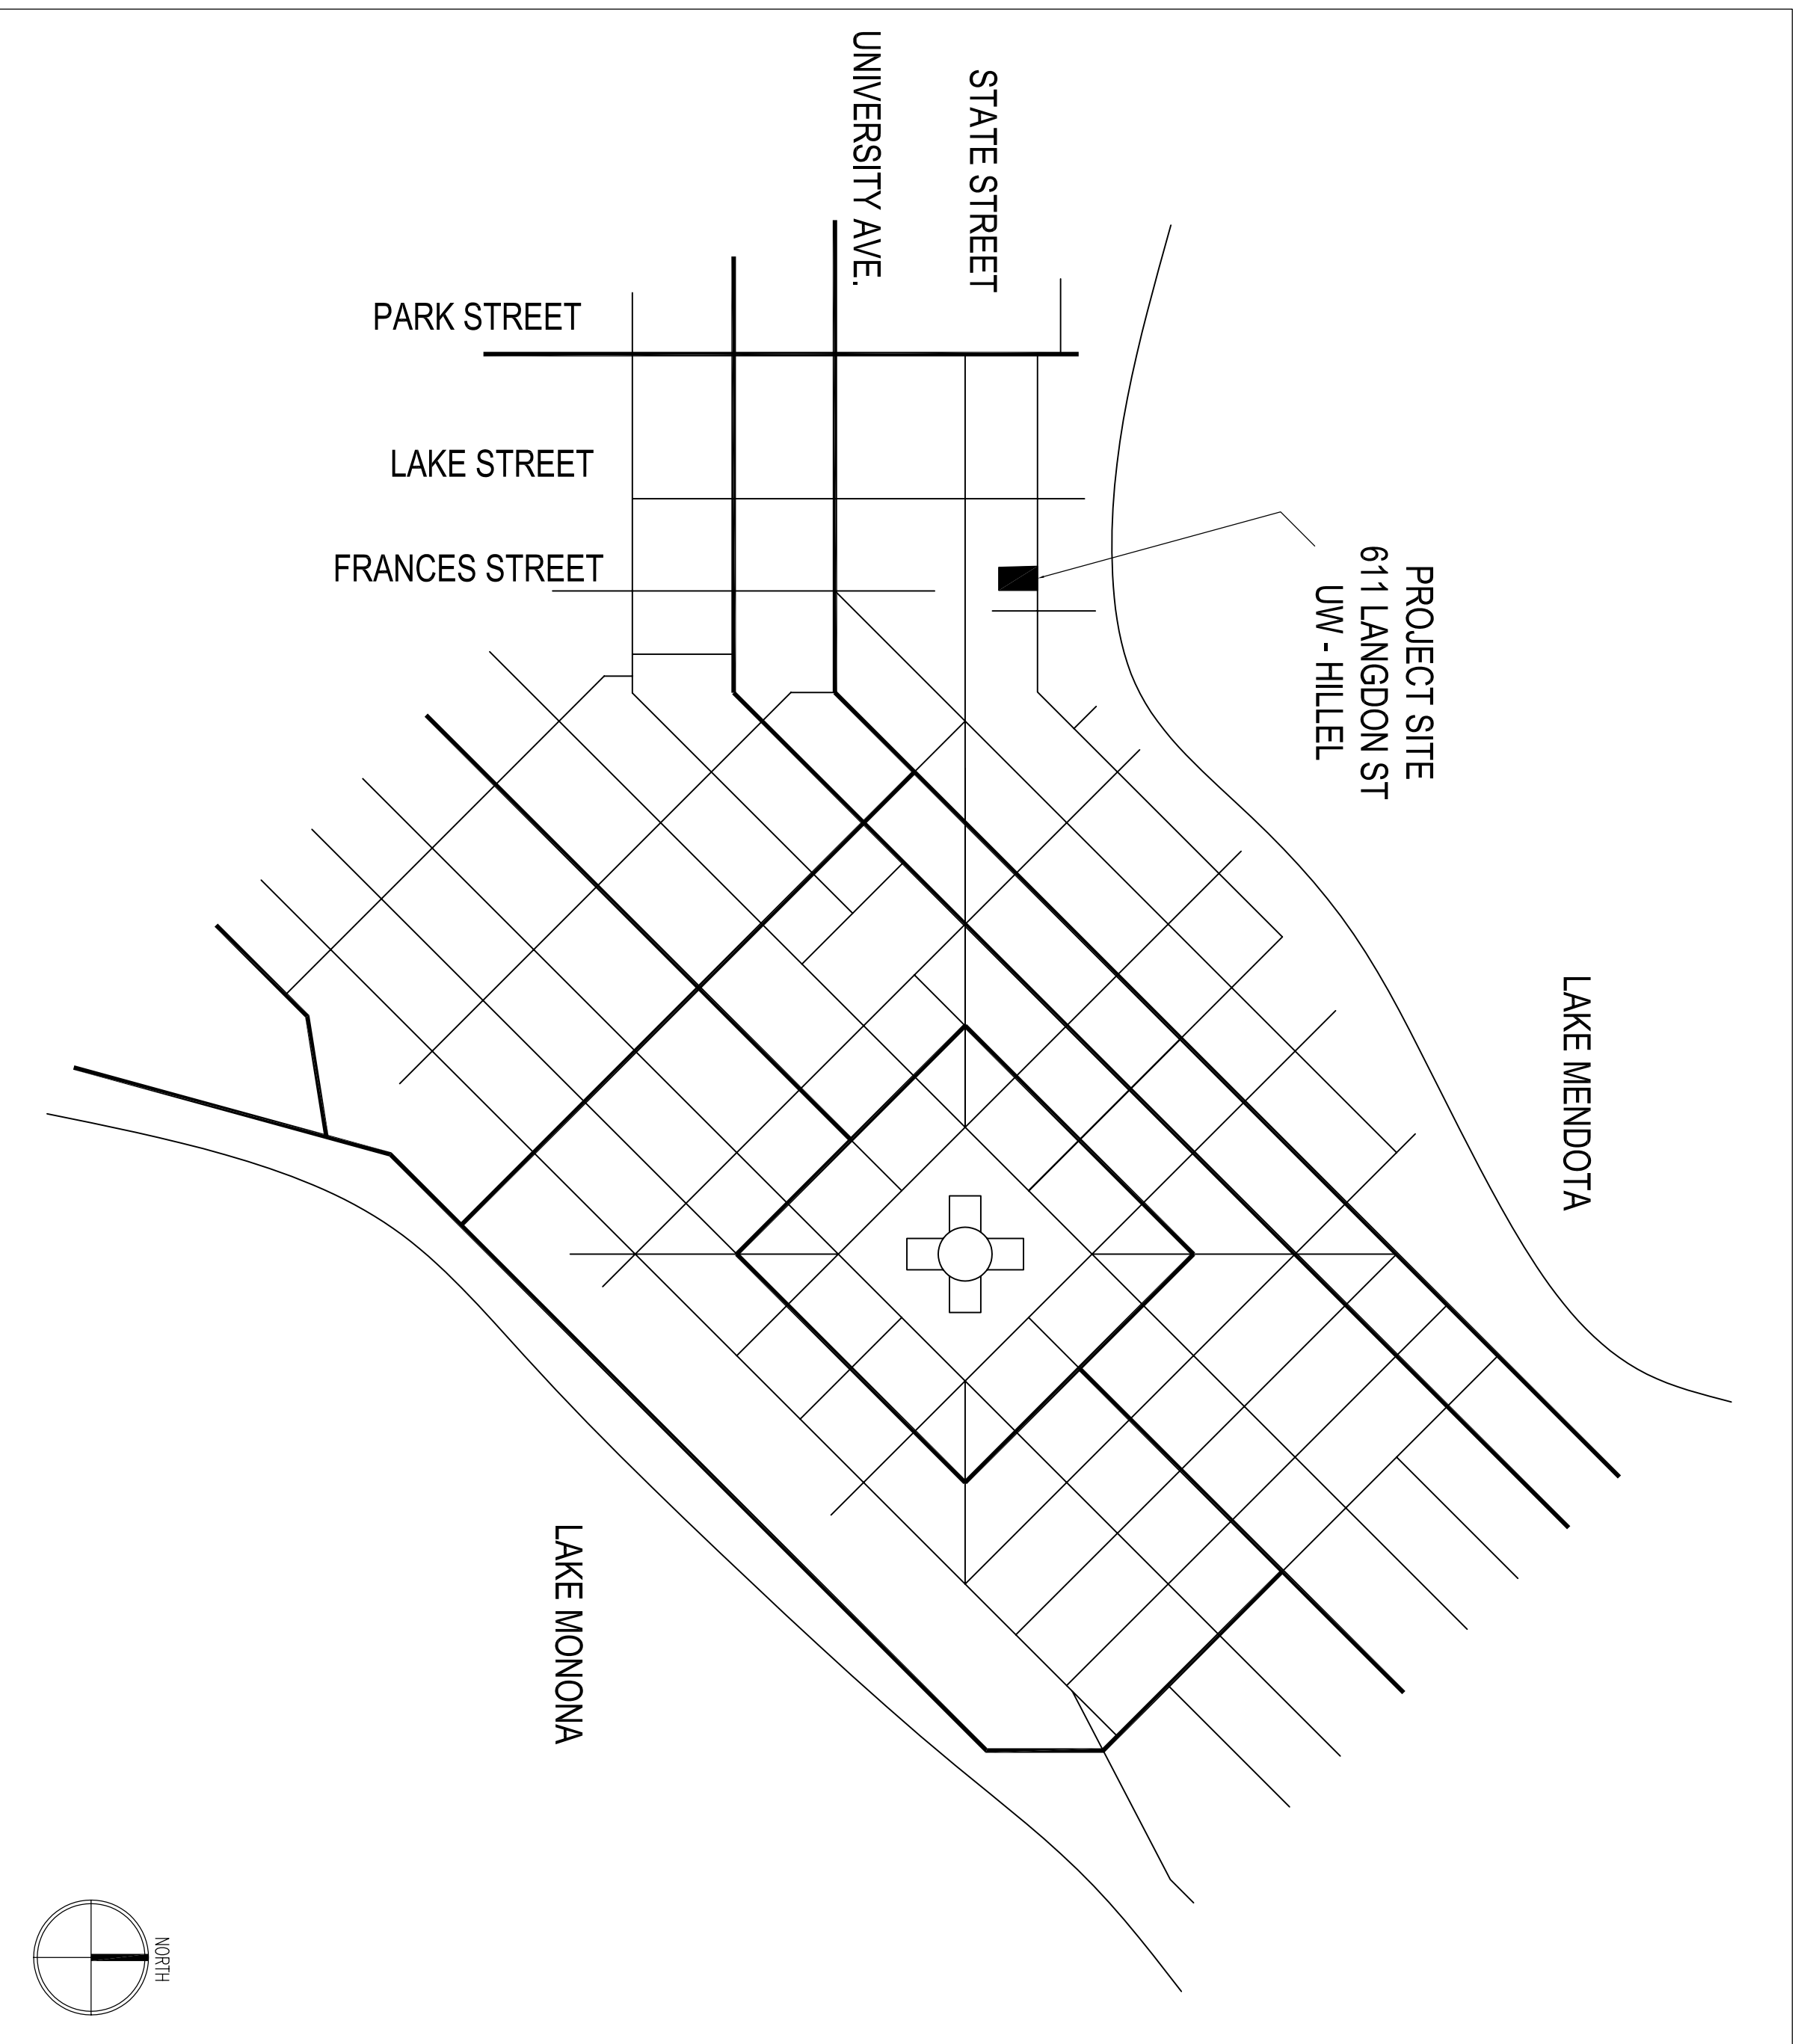 UNIVERSITY AVE.
STATE STREET
PARK STREET
LAKE STREET
FRANCES STREET
PROJECT SITE
611 LANGDON ST
UW - HILLEL
LAKE MENDOTA
LAKE MONONA
NORTH